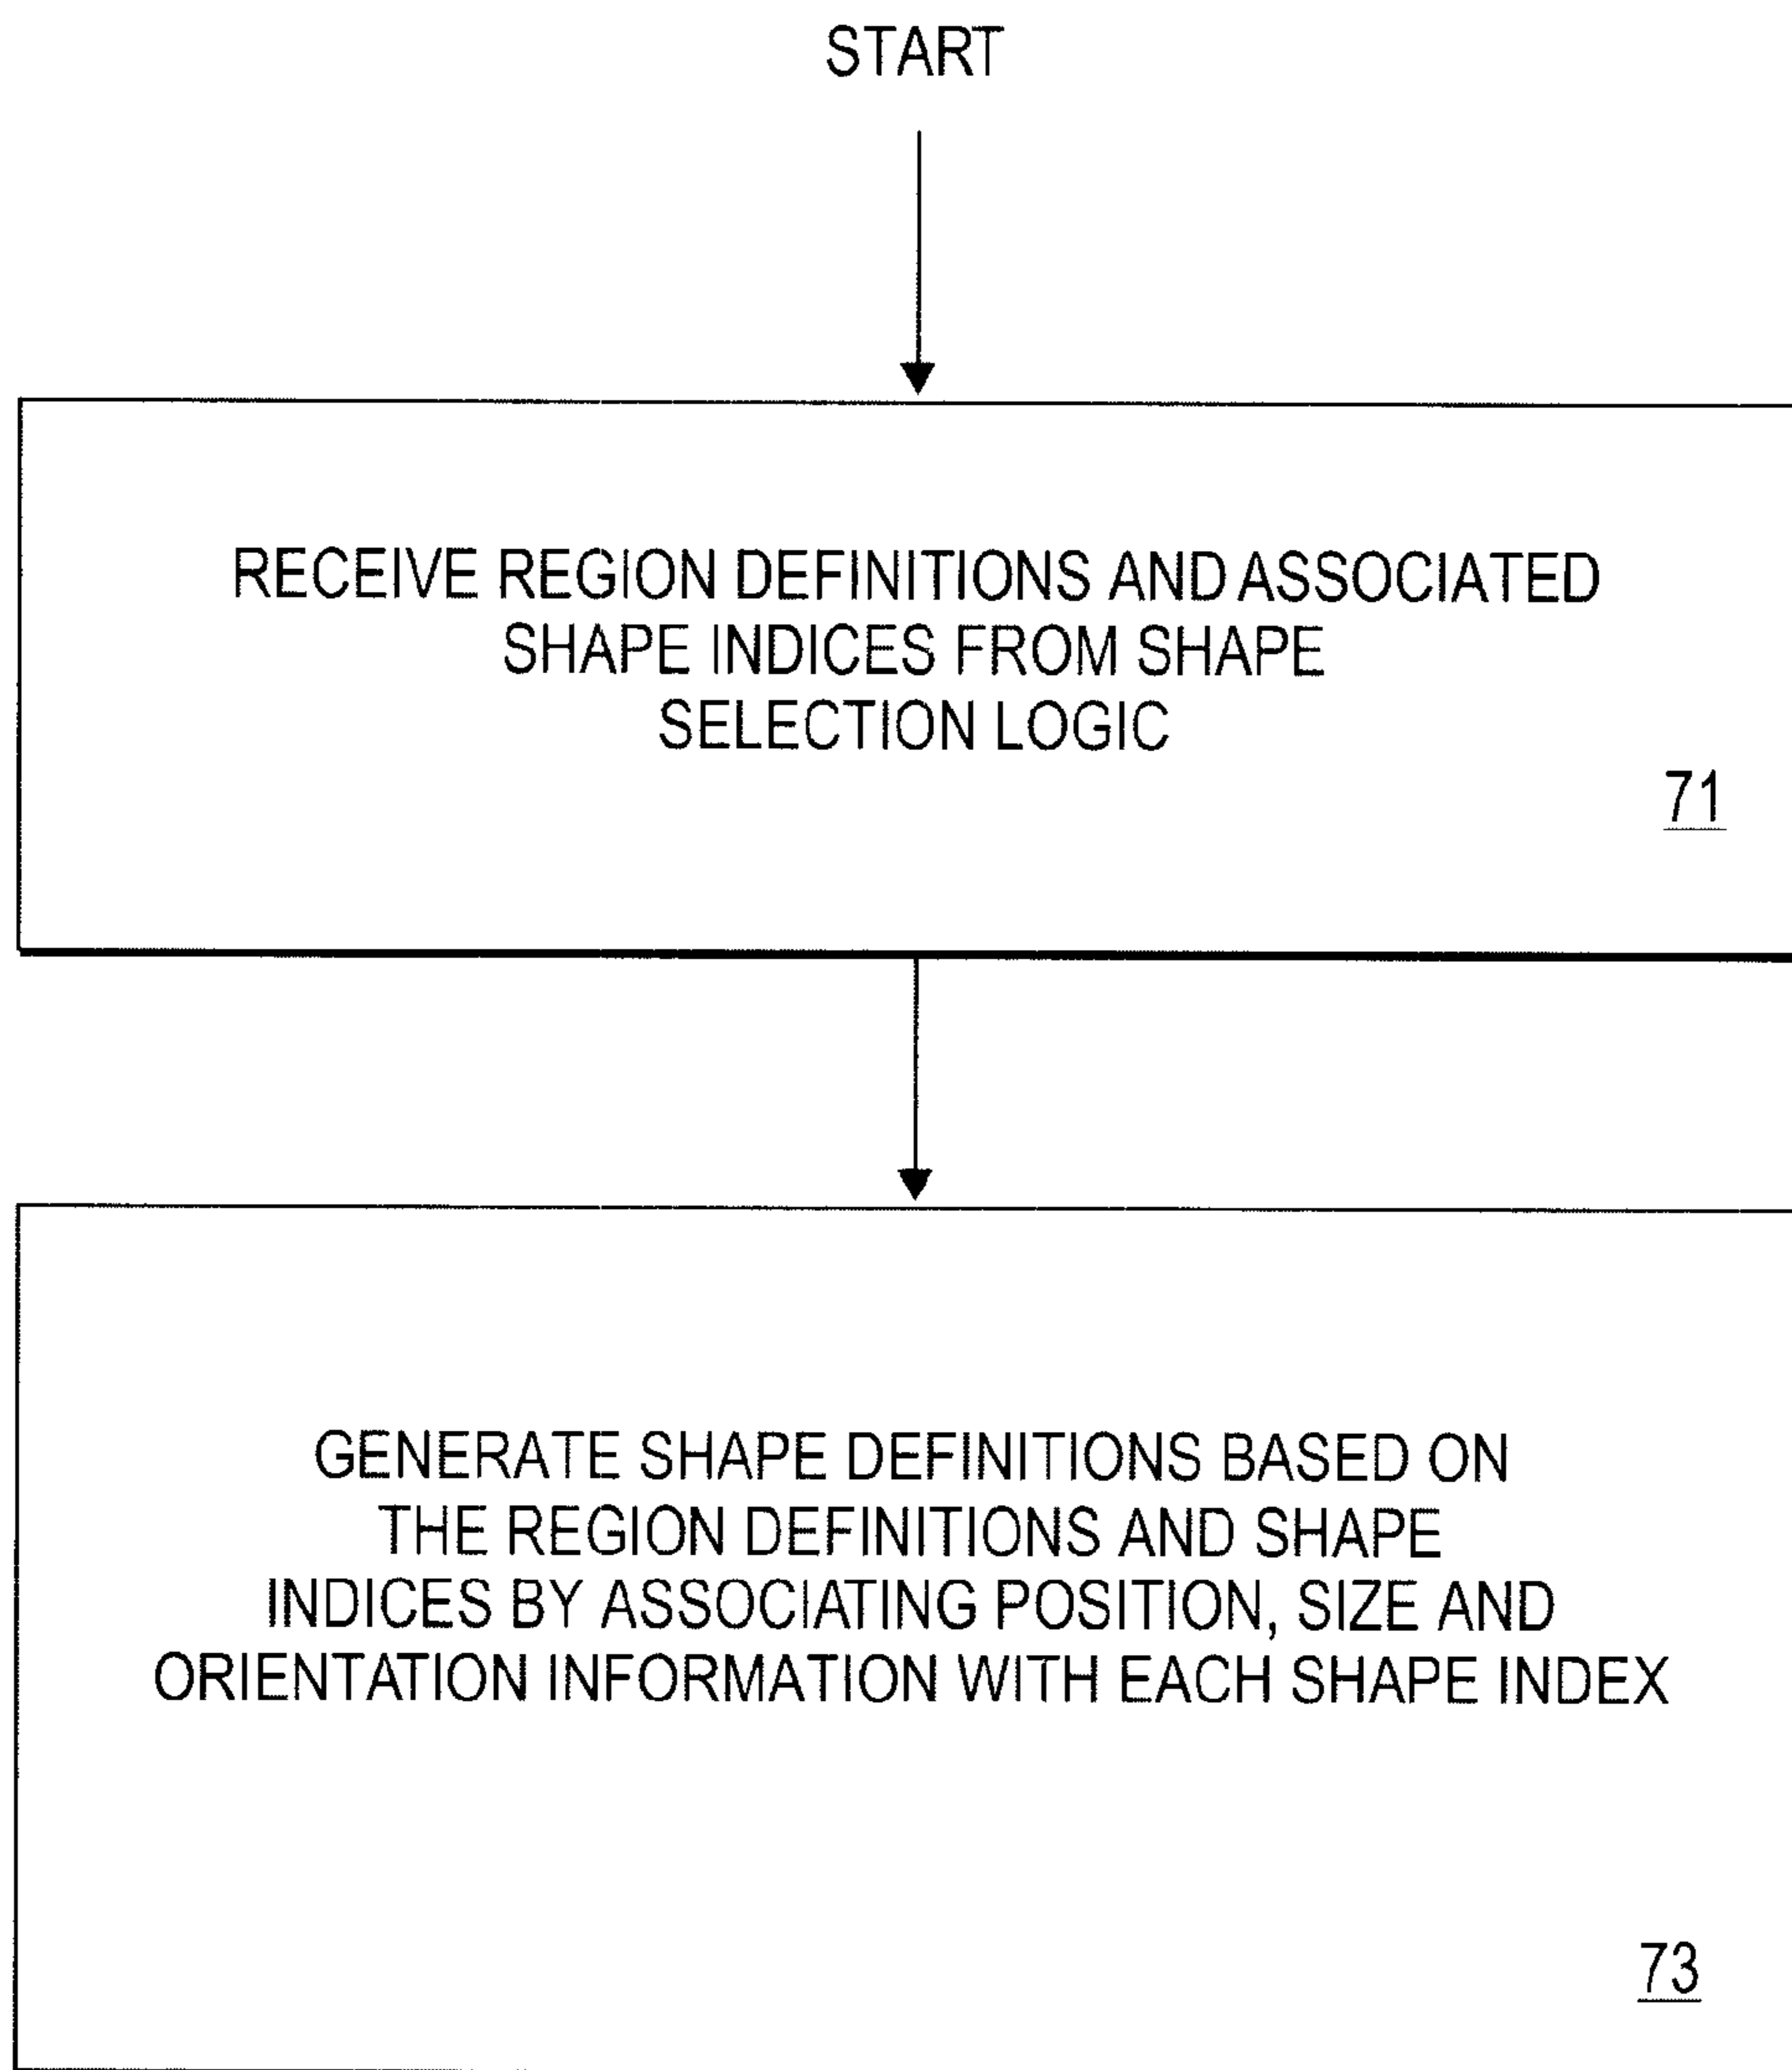 START
RECEIVE REGION DEFINITIONS AND ASSOCIATED
SHAPE INDICES FROM SHAPE
SELECTION LOGIC
71
GENERATE SHAPE DEFINITIONS BASED ON
THE REGION DEFINITIONS AND SHAPE
INDICES BY ASSOCIATING POSITION, SIZE AND
ORIENTATION INFORMATION WITH EACH SHAPE INDEX
73